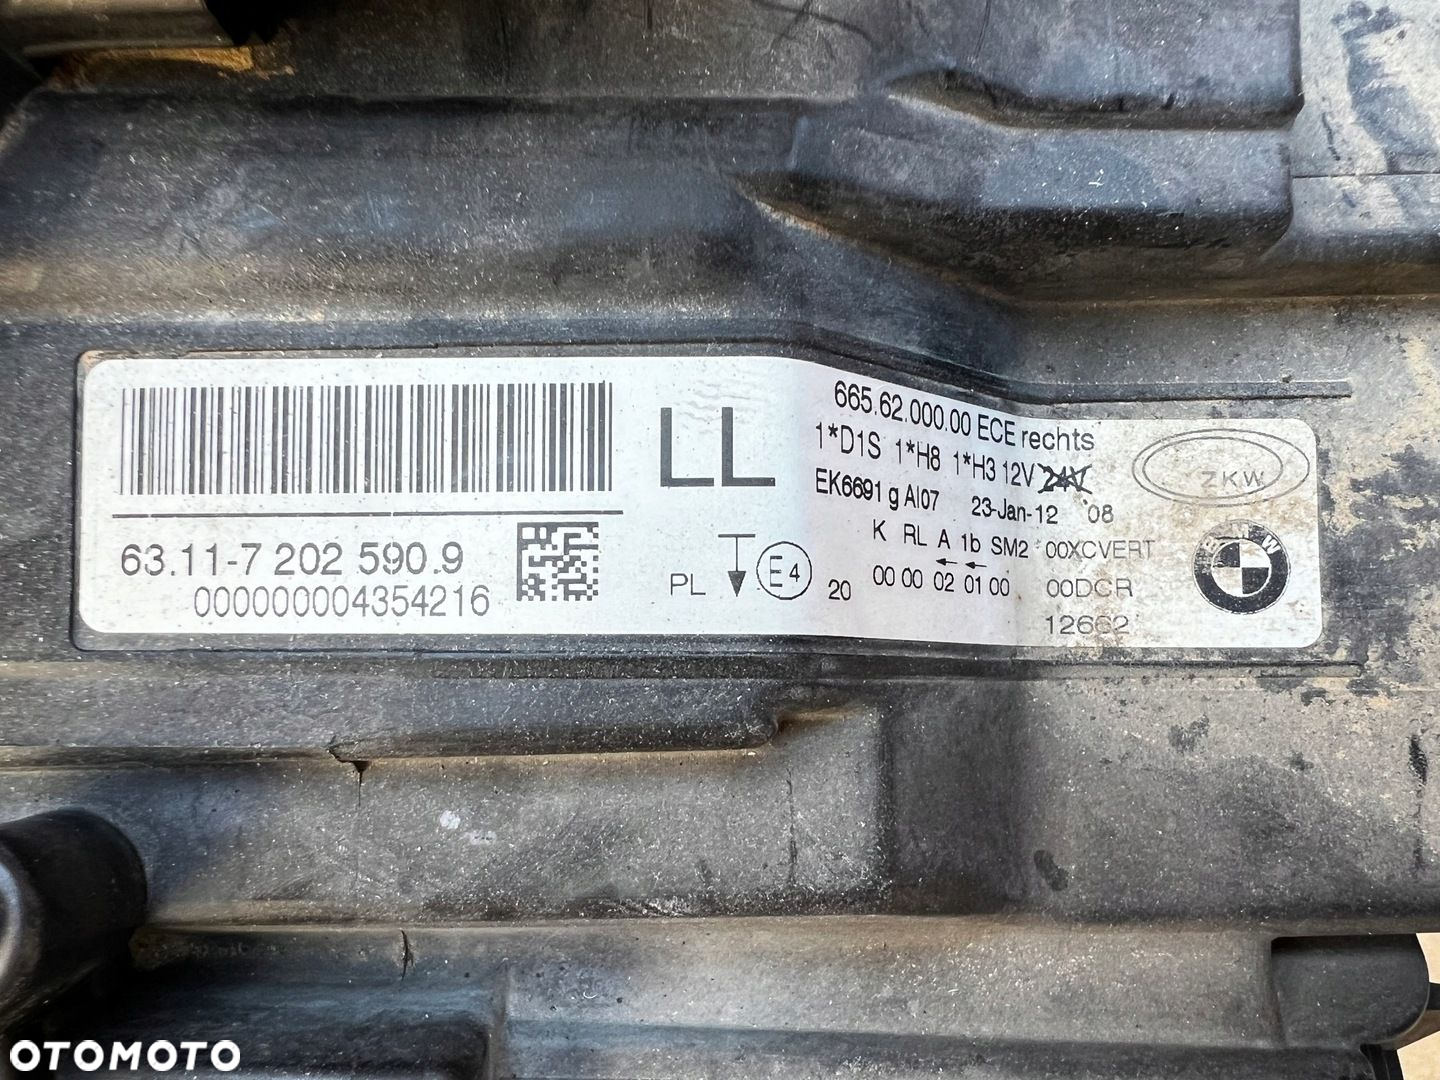 665.62.000.00 ECE rechts
1*D1S 1*H8 1*H3 12V 24V
EK6691 g AI07 23-Jan-12 08
K RL A 1b SM2 00XCVERT
00 00 02 01 00 00DCR
LL
ZKW
BMW
63.11-7 202 590.9
000000004354216
PL E4 20
OTOMOTO